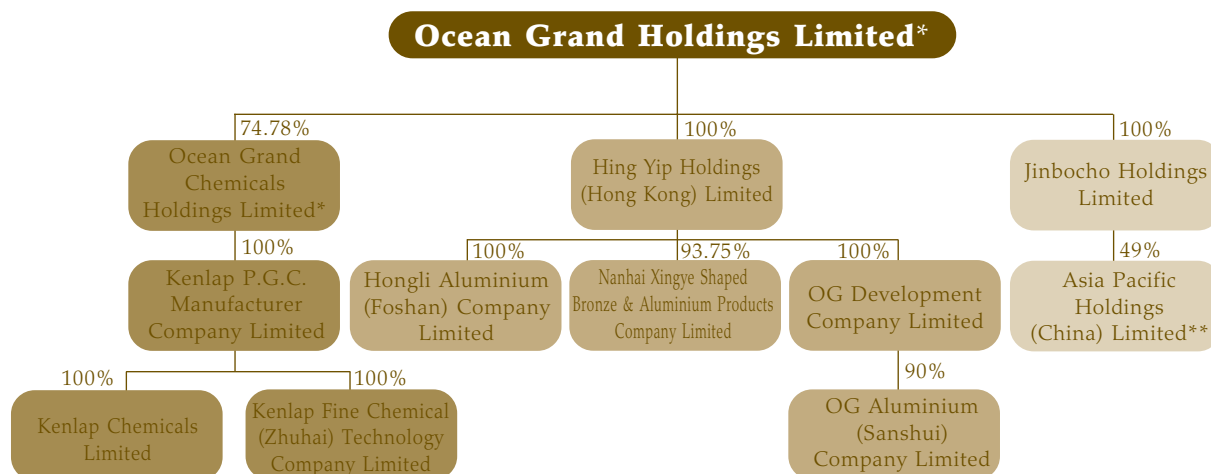 Ocean Grand Holdings Limited*
74.78%
100%
100%
Ocean Grand
Chemicals
Holdings Limited*
Hing Yip Holdings
(Hong Kong) Limited
Jinbocho Holdings
Limited
100%
100%
93.75%
100%
49%
Kenlap P.G.C.
Manufacturer
Company Limited
Hongli Aluminium
(Foshan) Company
Limited
Nanhai Xingye Shaped
Bronze & Aluminium Products
Company Limited
OG Development
Company Limited
Asia Pacific
Holdings
(China) Limited**
100%
100%
90%
Kenlap Chemicals
Limited
Kenlap Fine Chemical
(Zhuhai) Technology
Company Limited
OG Aluminium
(Sanshui)
Company Limited